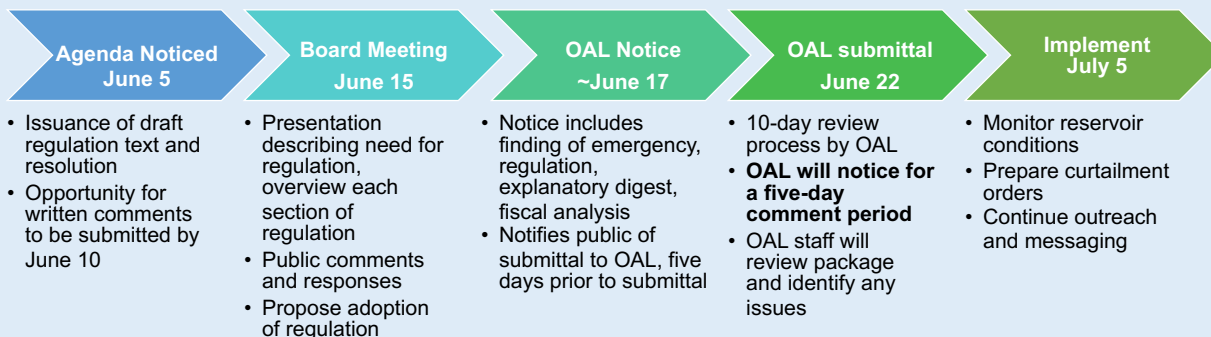 Agenda Noticed
June 5
• Issuance of draft
regulation text and
resolution
• Opportunity for
written comments
to be submitted by
June 10
Board Meeting
June 15
• Presentation
describing need for
regulation,
overview each
section of
regulation
• Public comments
and responses
• Propose adoption
of regulation
OAL Notice
~June 17
• Notice includes
finding of emergency,
regulation,
explanatory digest,
fiscal analysis
• Notifies public of
submittal to OAL, five
days prior to submittal
OAL submittal
June 22
• 10-day review
process by OAL
• OAL will notice for
a five-day
comment period
• OAL staff will
review package
and identify any
issues
Implement
July 5
• Monitor reservoir
conditions
• Prepare curtailment
orders
• Continue outreach
and messaging